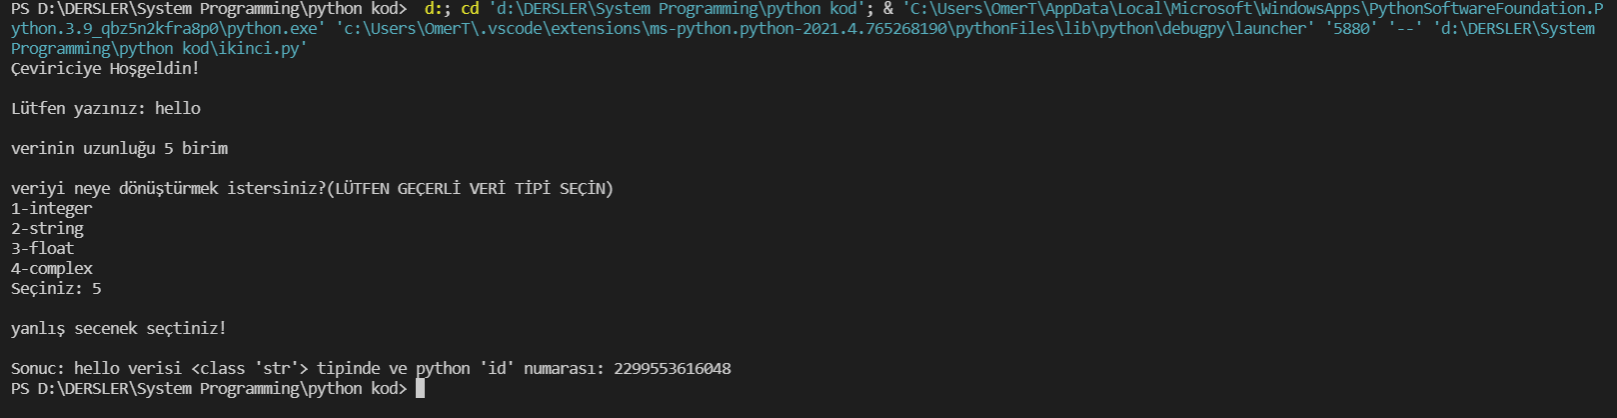 PS D:\DERSLER\System Programming\python kod>  d:; cd 'd:\DERSLER\System Programming\python kod'; & 'C:\Users\OmerT\AppData\Local\Microsoft\WindowsApps\PythonSoftwareFoundation.P
ython.3.9_qbz5n2kfra8p0\python.exe' 'c:\Users\OmerT\.vscode\extensions\ms-python.python-2021.4.765268190\pythonFiles\lib\python\debugpy\launcher' '5880' '--' 'd:\DERSLER\System
Programming\python kod\ikinci.py'
Çeviriciye Hoşgeldin!
Lütfen yazınız: hello
verinin uzunluğu 5 birim
veriyi neye dönüştürmek istersiniz?(LÜTFEN GEÇERLİ VERİ TİPİ SEÇİN)
1-integer
2-string
3-float
4-complex
Seçiniz: 5
yanlış secenek seçtiniz!
Sonuc: hello verisi <class 'str'> tipinde ve python 'id' numarası: 2299553616048
PS D:\DERSLER\System Programming\python kod>